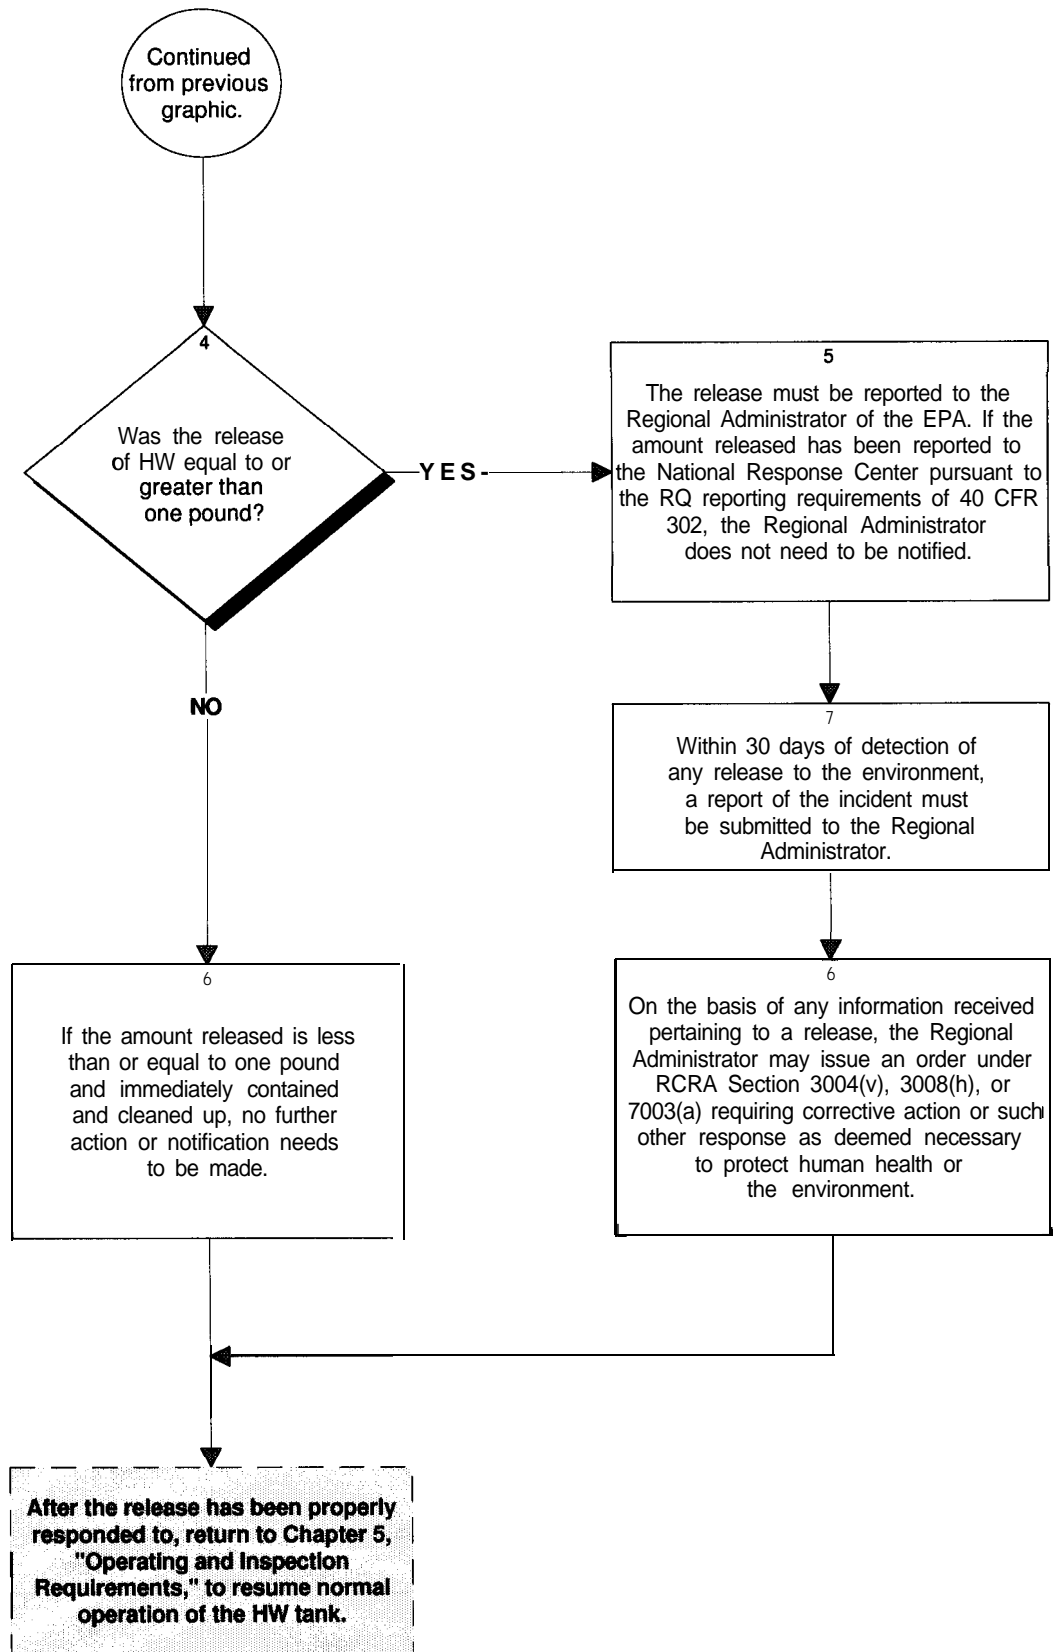 Continued
from previous
graphic.
4
Was the release
of HW equal to or
greater than
one pound?
YES-
5
The release must be reported to the
Regional Administrator of the EPA. If the
amount released has been reported to
the National Response Center pursuant to
the RQ reporting requirements of 40 CFR
302, the Regional Administrator
does not need to be notified.
NO
7
Within 30 days of detection of
any release to the environment,
a report of the incident must
be submitted to the Regional
Administrator.
6
If the amount released is less
than or equal to one pound
and immediately contained
and cleaned up, no further
action or notification needs
to be made.
6
On the basis of any information received
pertaining to a release, the Regional
Administrator may issue an order under
RCRA Section 3004(v), 3008(h), or
7003(a) requiring corrective action or such
other response as deemed necessary
to protect human health or
the environment.
After the release has been properly
responded to, return to Chapter 5,
"Operating and Inspection
Requirements," to resume normal
operation of the HW tank.